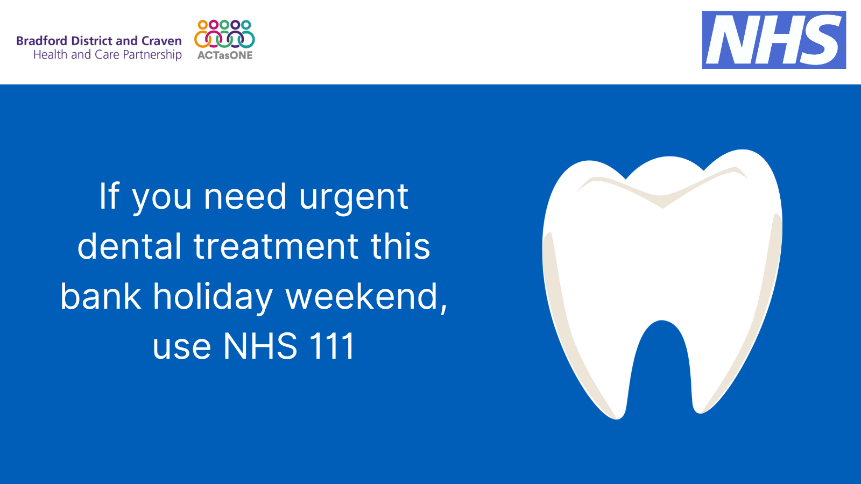 Bradford District and Craven
Health and Care Partnership
ACTasONE
NHS
If you need urgent
dental treatment this
bank holiday weekend,
use NHS 111